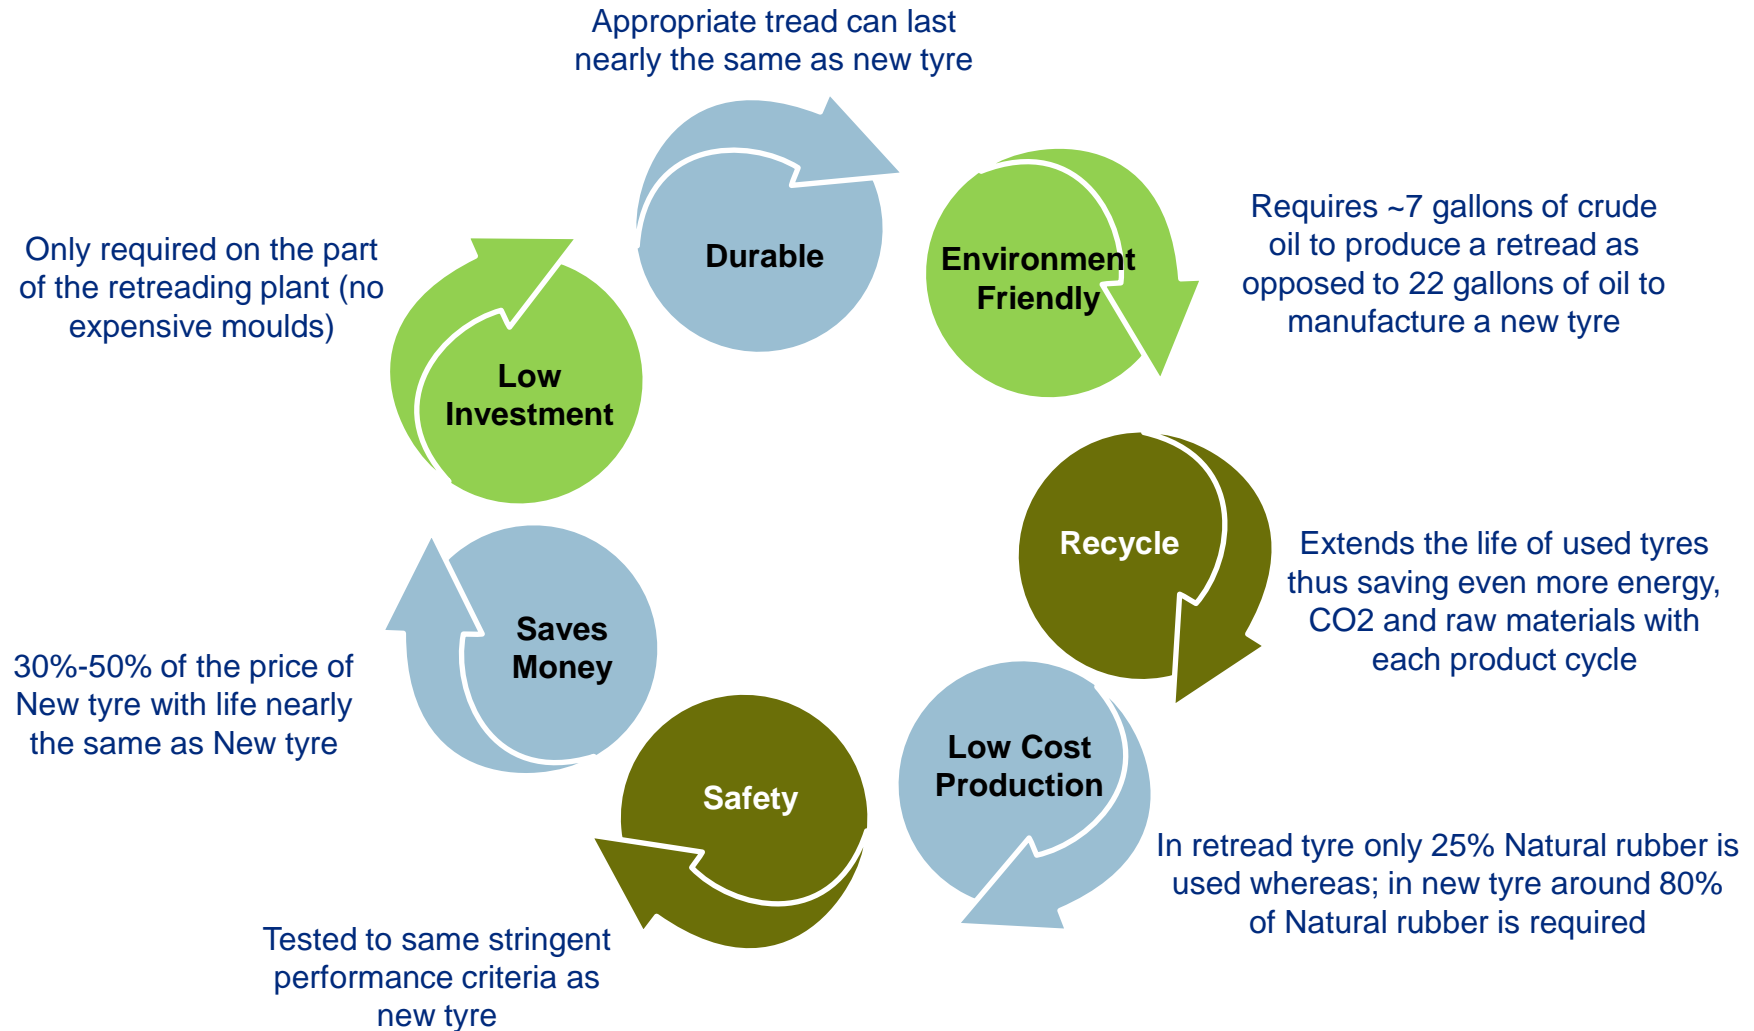 Appropriate tread can last
nearly the same as new tyre
Durable
Environment
Friendly
Requires ~7 gallons of crude
oil to produce a retread as
opposed to 22 gallons of oil to
manufacture a new tyre
Recycle
Extends the life of used tyres
thus saving even more energy,
CO2 and raw materials with
each product cycle
Low Cost
Production
In retread tyre only 25% Natural rubber is
used whereas; in new tyre around 80%
of Natural rubber is required
Safety
Tested to same stringent
performance criteria as
new tyre
Saves
Money
30%-50% of the price of
New tyre with life nearly
the same as New tyre
Low
Investment
Only required on the part
of the retreading plant (no
expensive moulds)